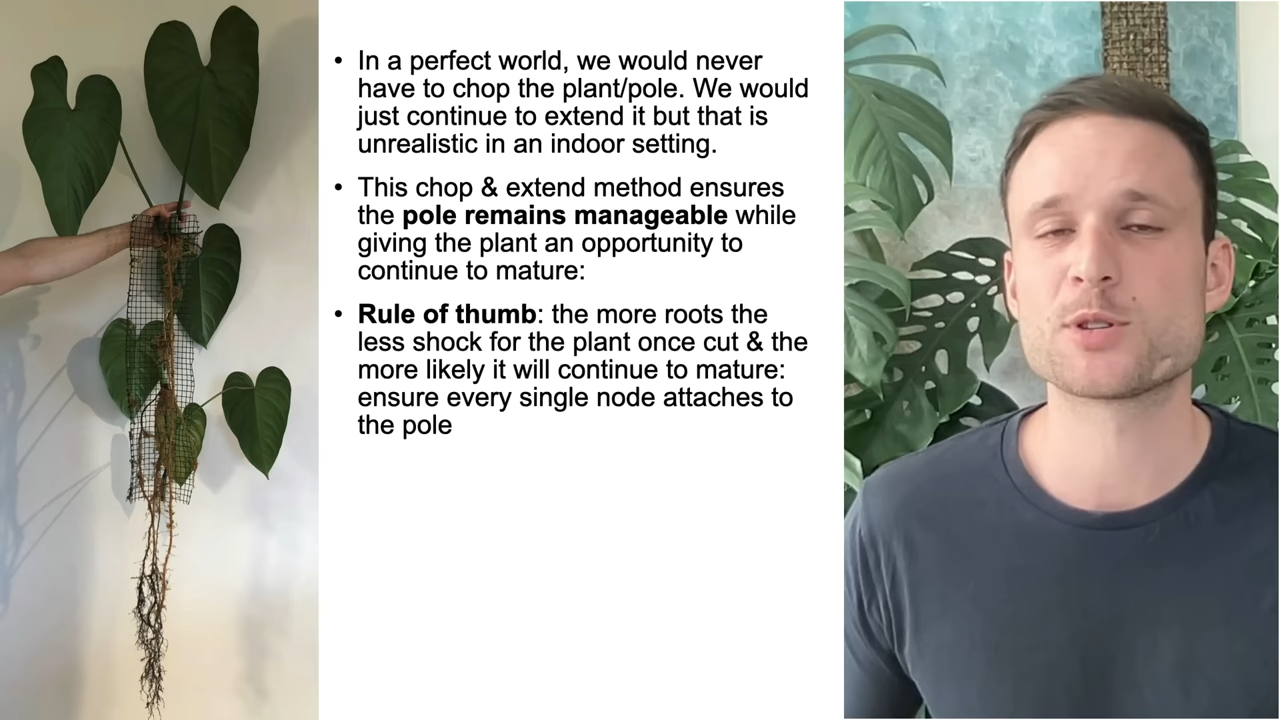 • In a perfect world, we would never
have to chop the plant/pole. We would
just continue to extend it but that is
unrealistic in an indoor setting.
• This chop & extend method ensures
the pole remains manageable while
giving the plant an opportunity to
continue to mature:
• Rule of thumb: the more roots the
less shock for the plant once cut & the
more likely it will continue to mature:
ensure every single node attaches to
the pole